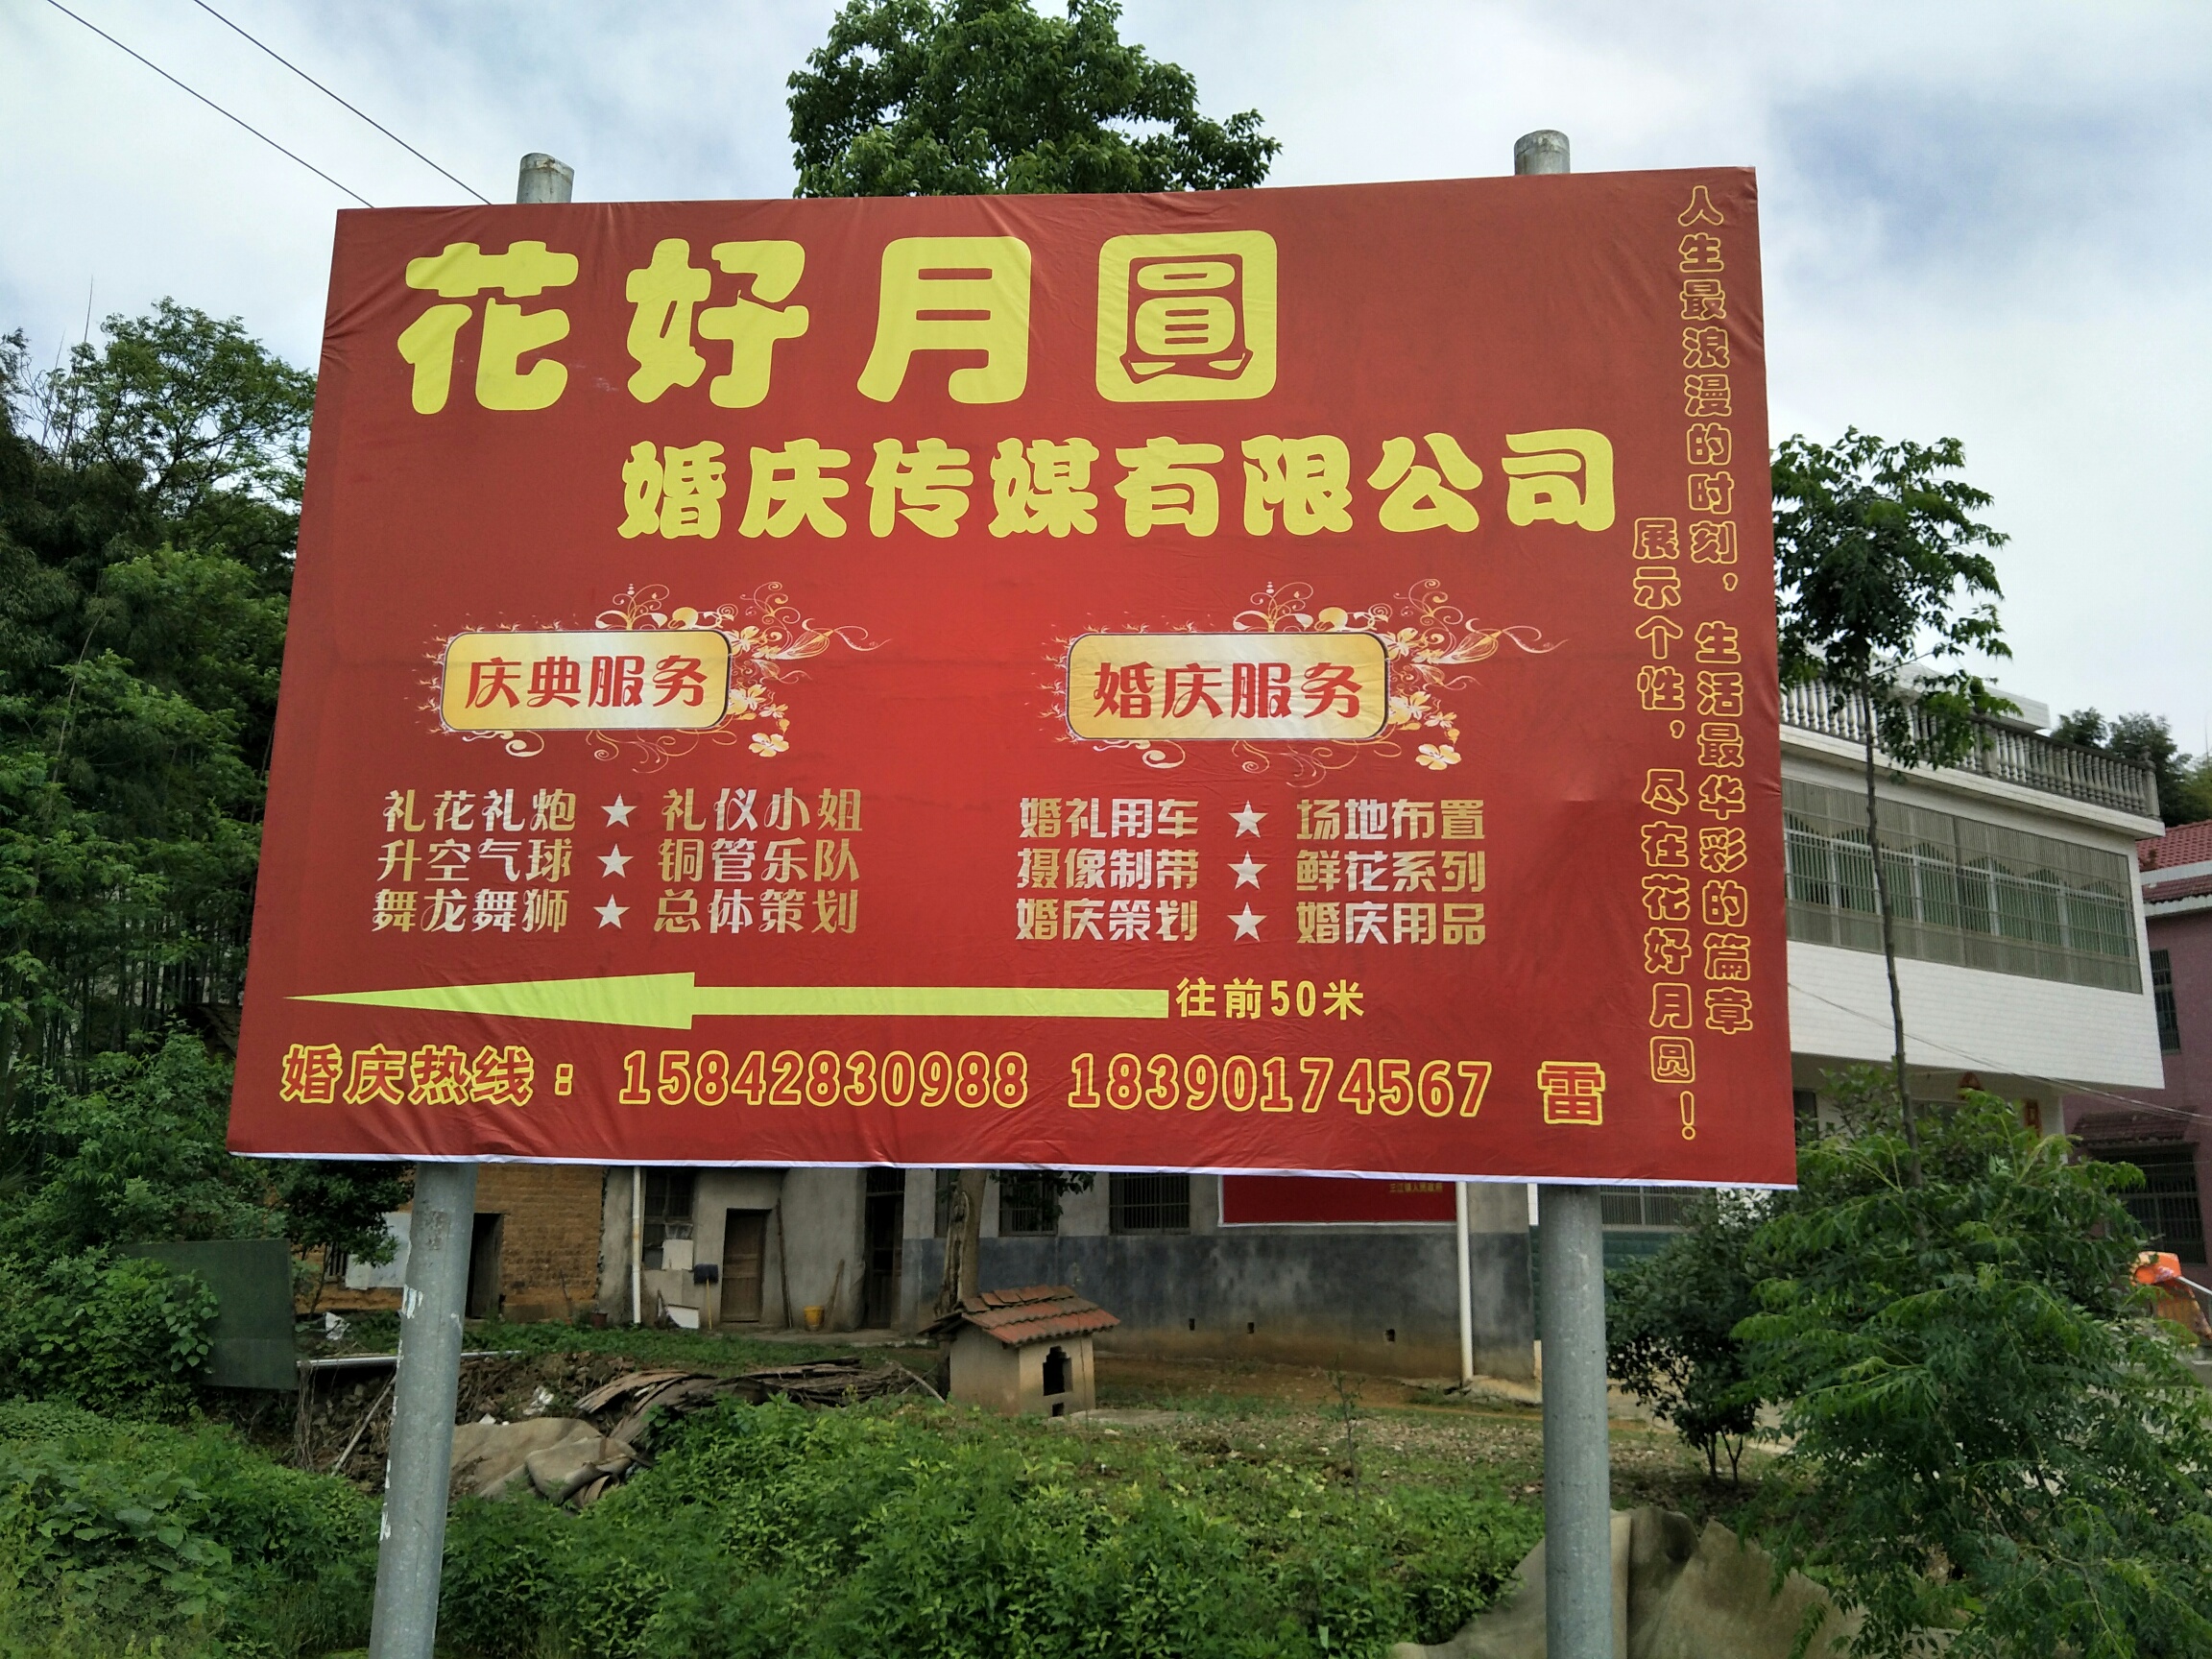 花好月圓
婚庆传媒有限公司
人生最浪漫的时刻，生活最华彩的篇章
展示个性，尽在花好月圆！
庆典服务
礼花礼炮 ★ 礼仪小姐
升空气球 ★ 铜管乐队
舞龙舞狮 ★ 总体策划
婚庆服务
婚礼用车 ★ 场地布置
摄像制带 ★ 鲜花系列
婚庆策划 ★ 婚庆用品
往前50米
婚庆热线：15842830988 18390174567 雷